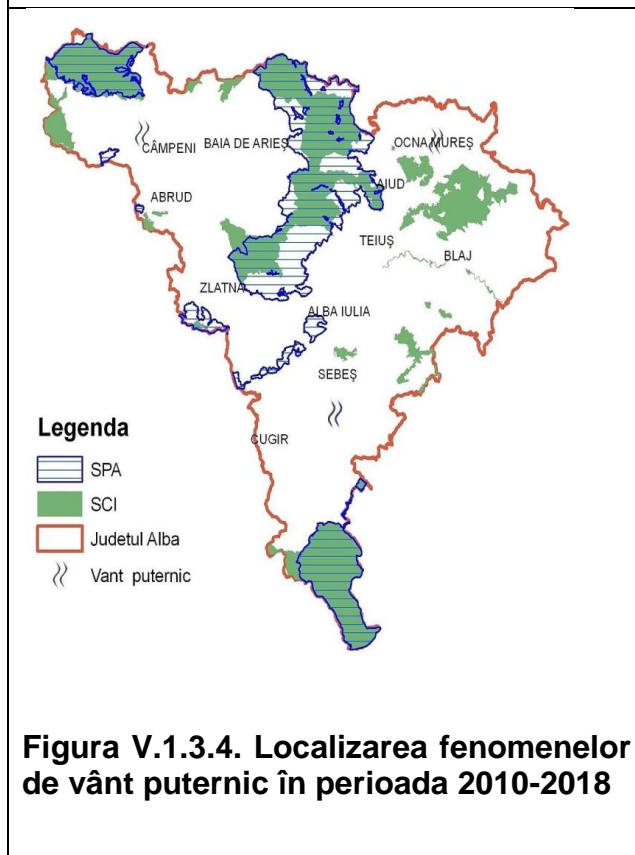 CÂMPENI
BAIA DE ARIEŞ
OCNA MUREŞ
AIUD
ABRUD
TEIUŞ
BLAJ
ZLATNA
ALBA IULIA
SEBEŞ
CUGIR
Legenda
SPA
SCI
Judetul Alba
Vant puternic
Figura V.1.3.4. Localizarea fenomenelor
de vânt puternic în perioada 2010-2018